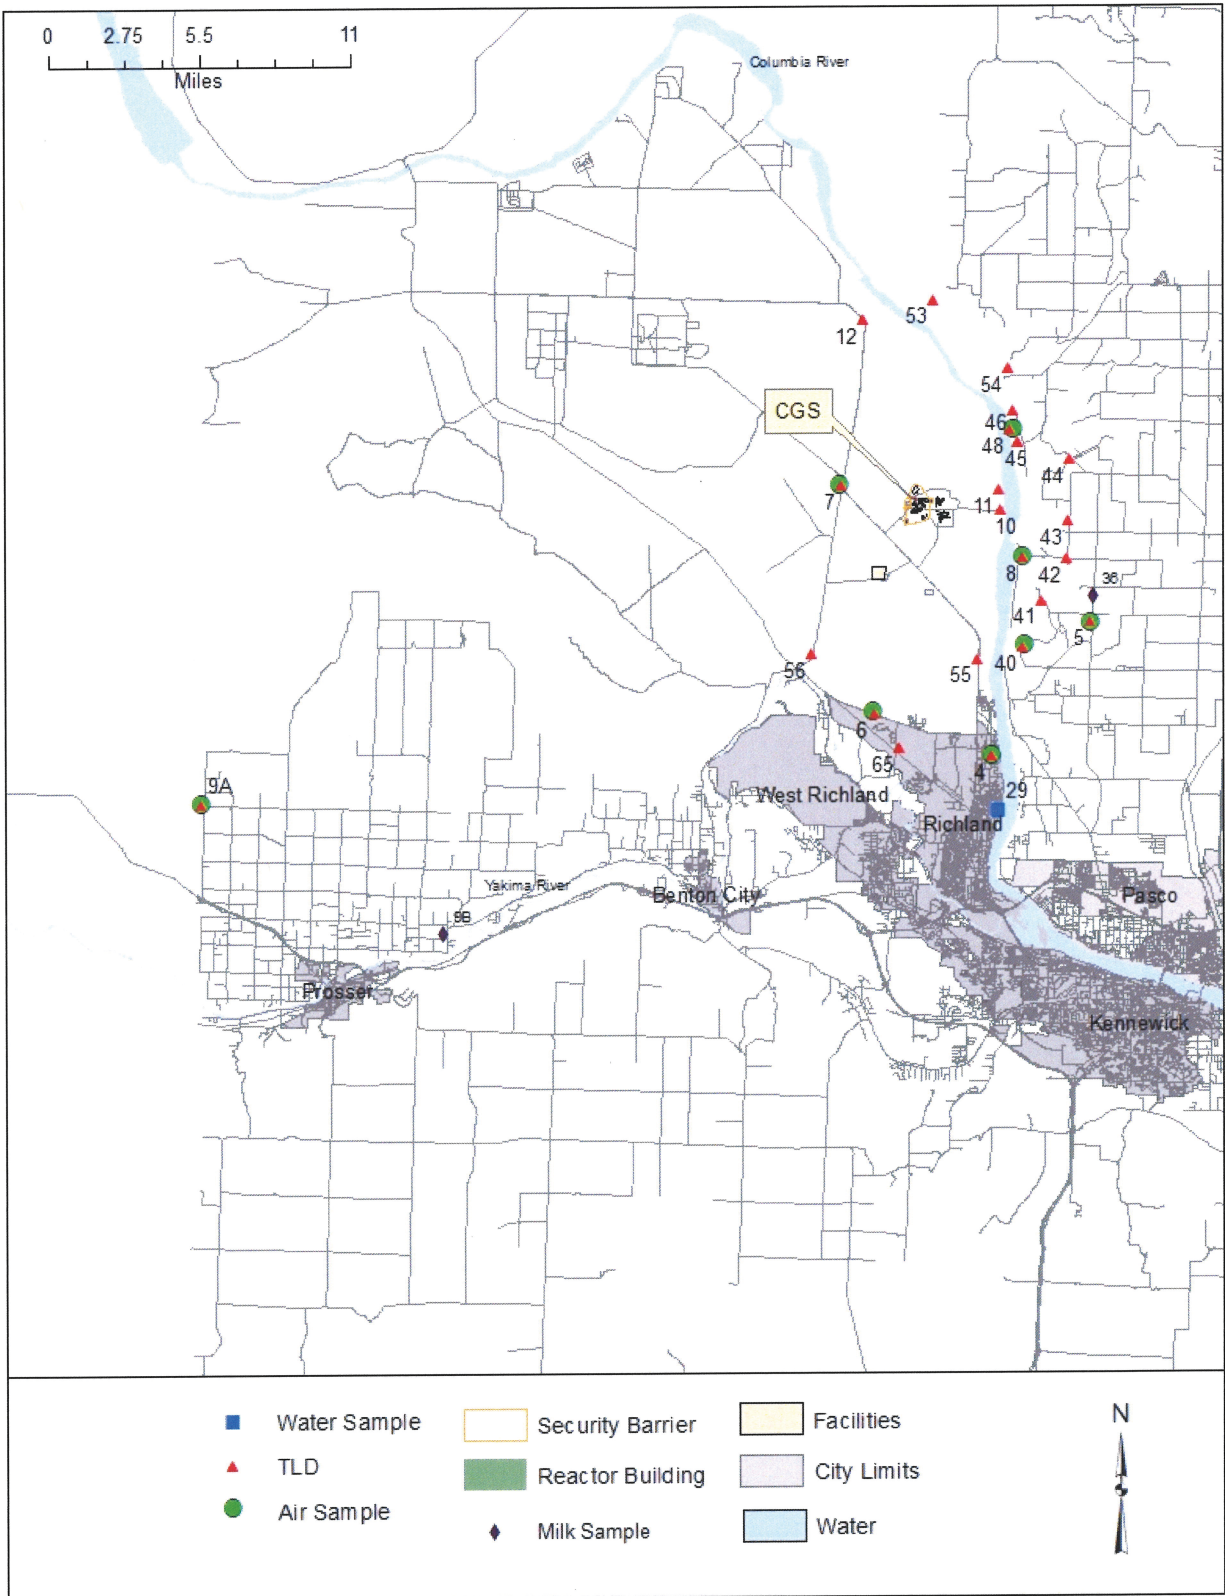 0 2.75 5.5 11
Miles
Columbia River
53
12
54
CGS
46
48
45
44
7
11
10
43
8
42
36
41
5
40
56
55
6
65
4
9A
29
West Richland
Richland
Yakima River
Benton City
Pasco
9B
Prosser
Kennewick
Water Sample
Security Barrier
Facilities
N
TLD
Reactor Building
City Limits
Air Sample
Milk Sample
Water